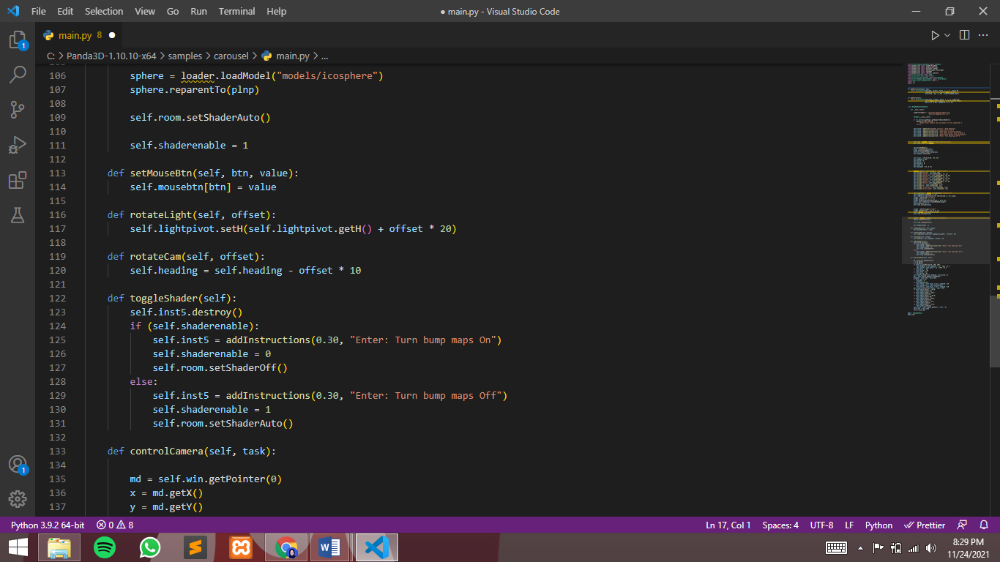 File Edit Selection View Go Run Terminal Help ● main.py - Visual Studio Code
main.py 8 ●
C: > Panda3D-1.10.10-x64 > samples > carousel > main.py > ...
106 sphere = loader.loadModel("models/icosphere")
107 sphere.reparentTo(plnp)
108
109 self.room.setShaderAuto()
110
111 self.shaderenable = 1
112
113 def setMouseBtn(self, btn, value):
114 self.mousebtn[btn] = value
115
116 def rotateLight(self, offset):
117 self.lightpivot.setH(self.lightpivot.getH() + offset * 20)
118
119 def rotateCam(self, offset):
120 self.heading = self.heading - offset * 10
121
122 def toggleShader(self):
123 self.inst5.destroy()
124 if (self.shaderenable):
125 self.inst5 = addInstructions(0.30, "Enter: Turn bump maps On")
126 self.shaderenable = 0
127 self.room.setShaderOff()
128 else:
129 self.inst5 = addInstructions(0.30, "Enter: Turn bump maps Off")
130 self.shaderenable = 1
131 self.room.setShaderAuto()
132
133 def controlCamera(self, task):
134
135 md = self.win.getPointer(0)
136 x = md.getX()
137 y = md.getY()
1
1
Python 3.9.2 64-bit 0 8 Ln 17, Col 1 Spaces: 4 UTF-8 LF Python Prettier
8:29 PM
11/24/2021